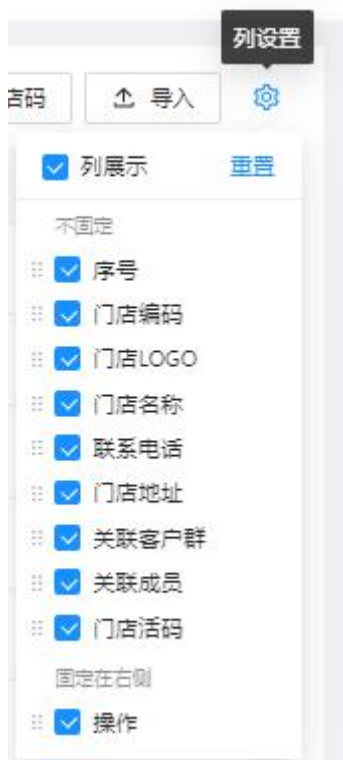 列设置
店码
导入
列展示 重置
不固定
序号
门店编码
门店LOGO
门店名称
联系电话
门店地址
关联客户群
关联成员
门店活码
固定在右侧
操作